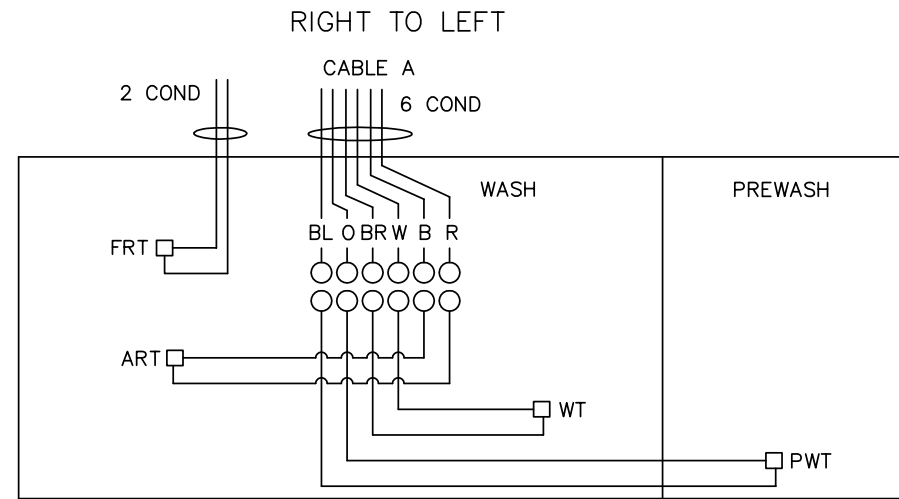 RIGHT TO LEFT
CABLE A
2 COND
6 COND
WASH
PREWASH
BL O BR W B R
FRT
ART
WT
PWT